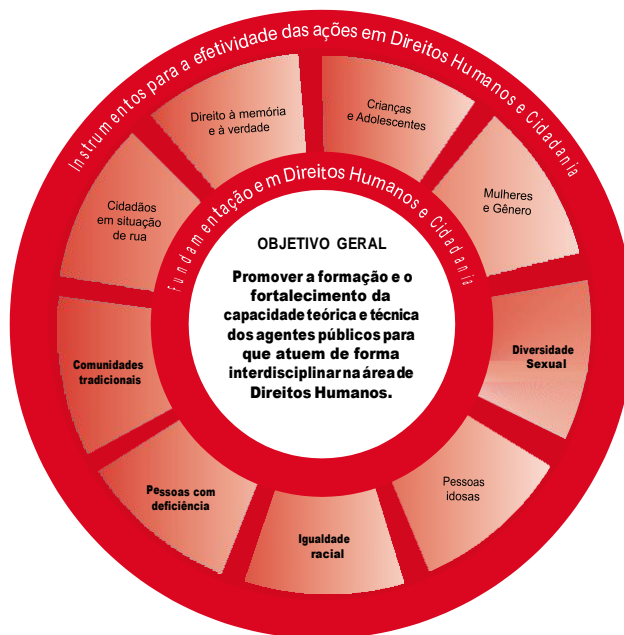 Instrumentos para a efetividade das ações em Direitos Humanos e Cidadania
Direito à memória
e à verdade
Crianças
e Adolescentes
Mulheres
e Gênero
Diversidade
Sexual
Pessoas
idosas
Igualdade
racial
Pessoas com
deficiência
Comunidades
tradicionais
Cidadãos
em situação
de rua
Fundamentação em Direitos Humanos e Cidadania
OBJETIVO GERAL
Promover a formação e o
fortalecimento da
capacidade teórica e técnica
dos agentes públicos para
que atuem de forma
interdisciplinar na área de
Direitos Humanos.